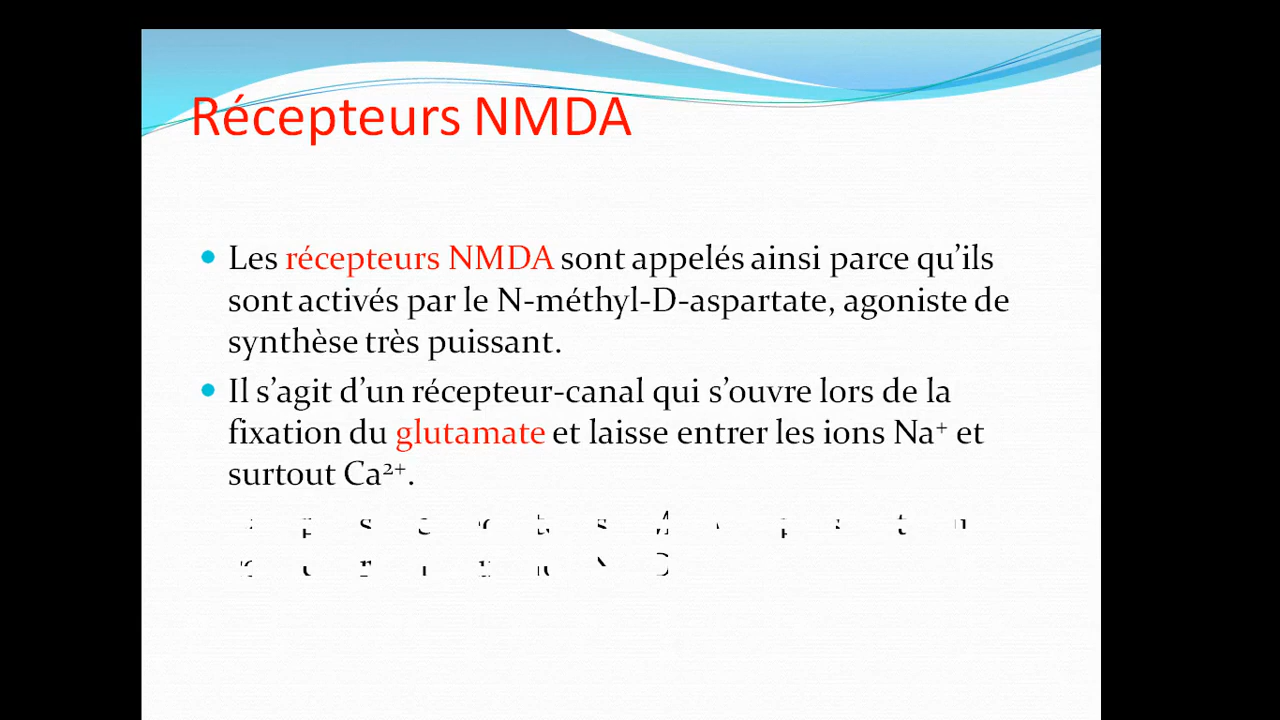 Récepteurs NMDA
Les récepteurs NMDA sont appelés ainsi parce qu’ils
sont activés par le N-méthyl-D-aspartate, agoniste de
synthèse très puissant.
Il s’agit d’un récepteur-canal qui s’ouvre lors de la
fixation du glutamate et laisse entrer les ions Na⁺ et
surtout Ca²⁺.